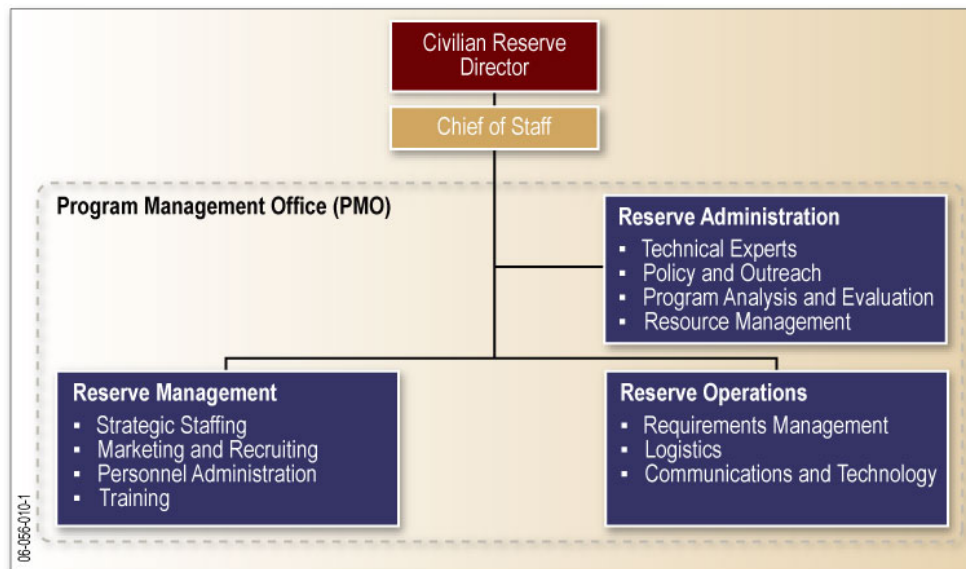 Civilian Reserve
Director
Chief of Staff
Program Management Office (PMO)
Reserve Administration
▪ Technical Experts
▪ Policy and Outreach
▪ Program Analysis and Evaluation
▪ Resource Management
Reserve Management
▪ Strategic Staffing
▪ Marketing and Recruiting
▪ Personnel Administration
▪ Training
Reserve Operations
▪ Requirements Management
▪ Logistics
▪ Communications and Technology
06-056-010-1